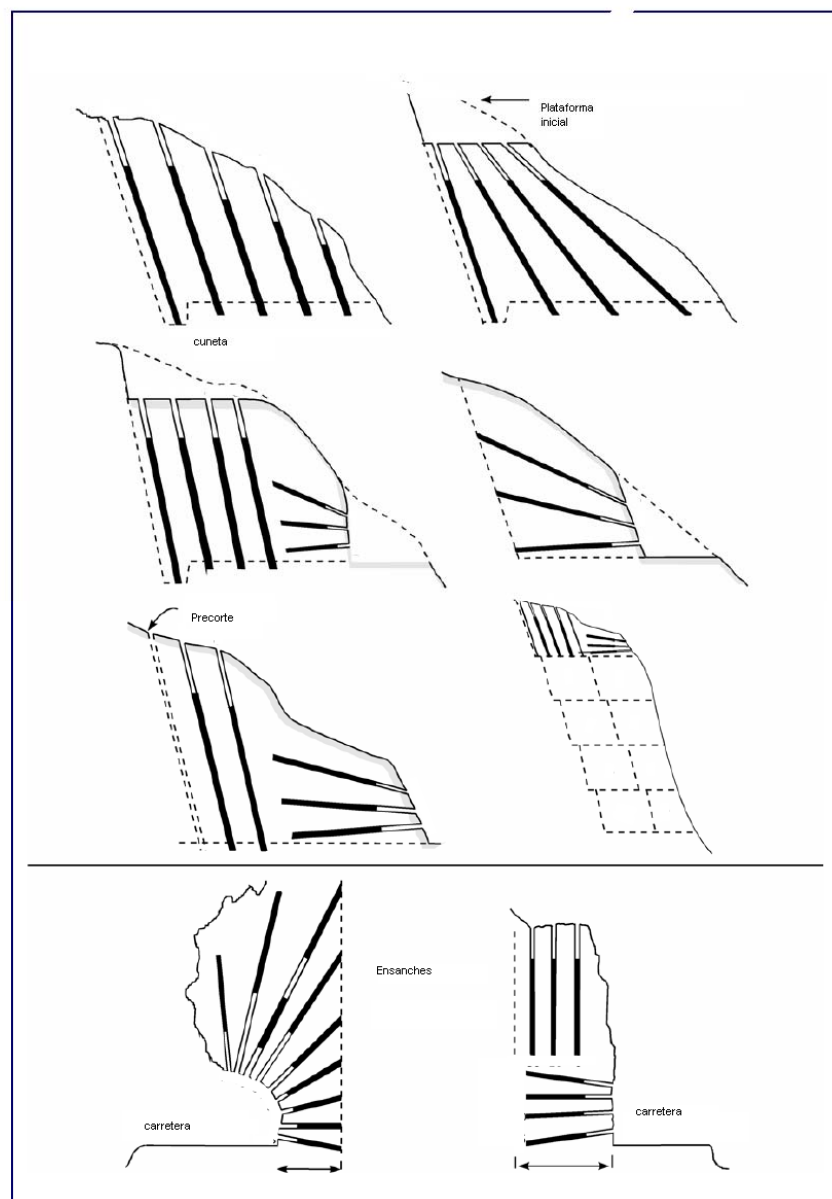 Plataforma
inicial
cuneta
Precorte
Ensanches
carretera
carretera